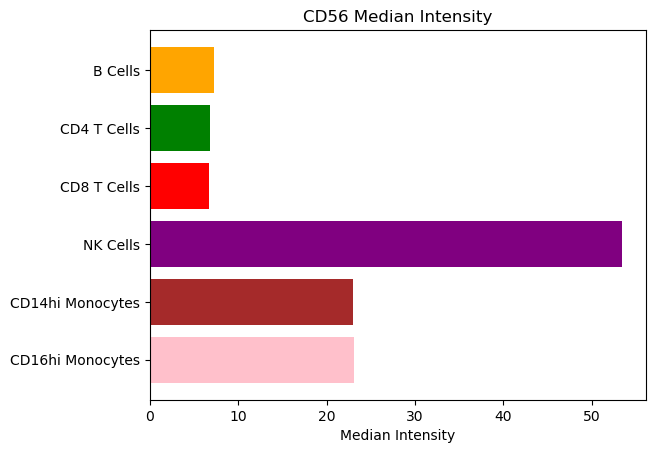 CD56 Median Intensity
B Cells
CD4 T Cells
CD8 T Cells
NK Cells
CD14hi Monocytes
CD16hi Monocytes
0 10 20 30 40 50
Median Intensity